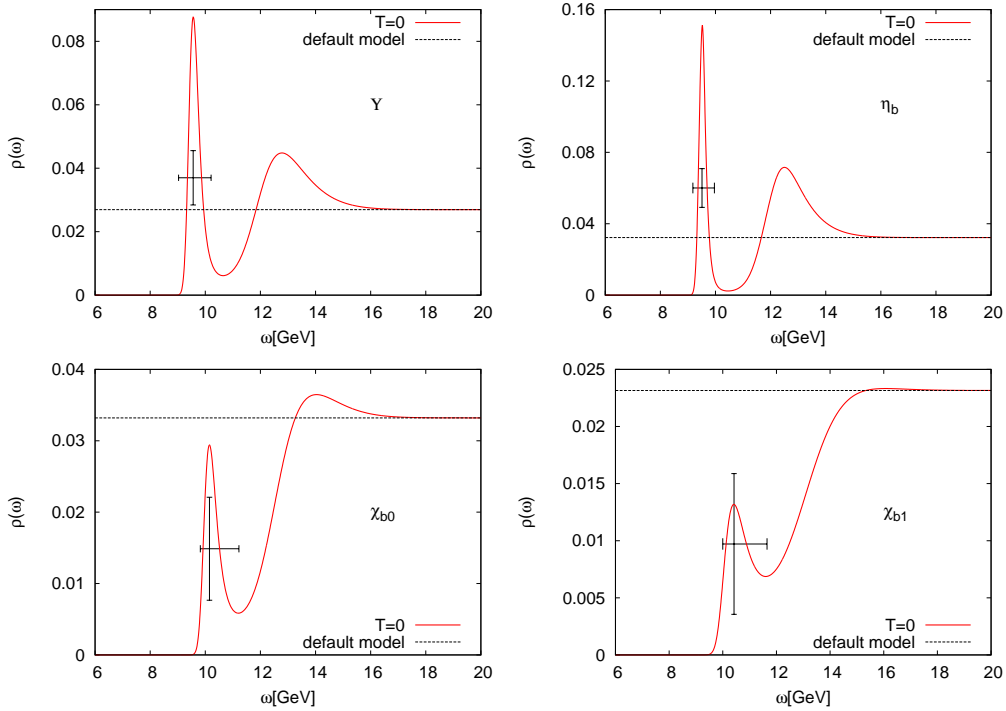 T=0
default model
Υ
ρ(ω)
0
0.02
0.04
0.06
0.08
6 8 10 12 14 16 18 20
ω[GeV]
T=0
default model
η_b
ρ(ω)
0
0.04
0.08
0.12
0.16
6 8 10 12 14 16 18 20
ω[GeV]
T=0
default model
χ_b0
ρ(ω)
0
0.01
0.02
0.03
0.04
6 8 10 12 14 16 18 20
ω[GeV]
T=0
default model
χ_b1
ρ(ω)
0
0.005
0.01
0.015
0.02
0.025
6 8 10 12 14 16 18 20
ω[GeV]